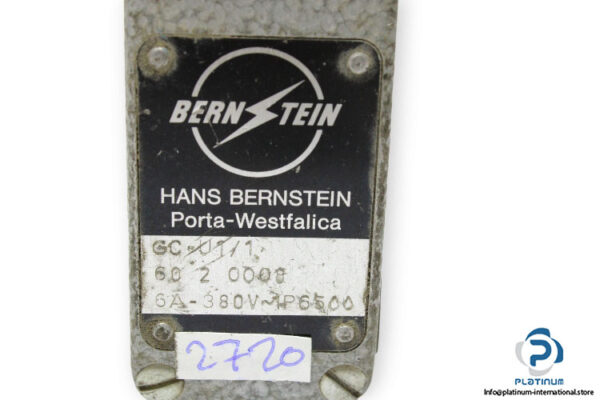 BERNSTEIN
HANS BERNSTEIN
Porta-Westfalica
GC-U1/1
60 2 0008
6A-380V~IP6500
2720
PLATINUM
Info@platinum-international.store